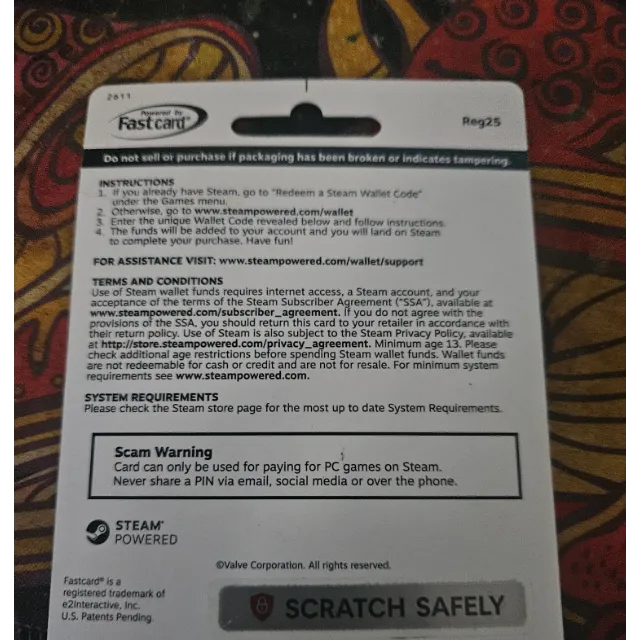 2611
Powered by
Fastcard®
Reg25
Do not sell or purchase if packaging has been broken or indicates tampering.
INSTRUCTIONS
1. If you already have Steam, go to "Redeem a Steam Wallet Code"
under the Games menu.
2. Otherwise, go to www.steampowered.com/wallet
3. Enter the unique Wallet Code revealed below and follow instructions.
4. The funds will be added to your account and you will land on Steam
to complete your purchase. Have fun!
FOR ASSISTANCE VISIT: www.steampowered.com/wallet/support
TERMS AND CONDITIONS
Use of Steam wallet funds requires internet access, a Steam account, and your
acceptance of the terms of the Steam Subscriber Agreement ("SSA"), available at
www.steampowered.com/subscriber_agreement. If you do not agree with the
provisions of the SSA, you should return this card to your retailer in accordance with
their return policy. Use of Steam is also subject to the Steam Privacy Policy, available
at http://store.steampowered.com/privacy_agreement. Minimum age 13. Please
check additional age restrictions before spending Steam wallet funds. Wallet funds
are not redeemable for cash or credit and are not for resale. For minimum system
requirements see www.steampowered.com.
SYSTEM REQUIREMENTS
Please check the Steam store page for the most up to date System Requirements.
Scam Warning
Card can only be used for paying for PC games on Steam.
Never share a PIN via email, social media or over the phone.
STEAM®
POWERED
©Valve Corporation. All rights reserved.
Fastcard® is a
registered trademark of
e2interactive, Inc.
U.S. Patents Pending.
SCRATCH SAFELY